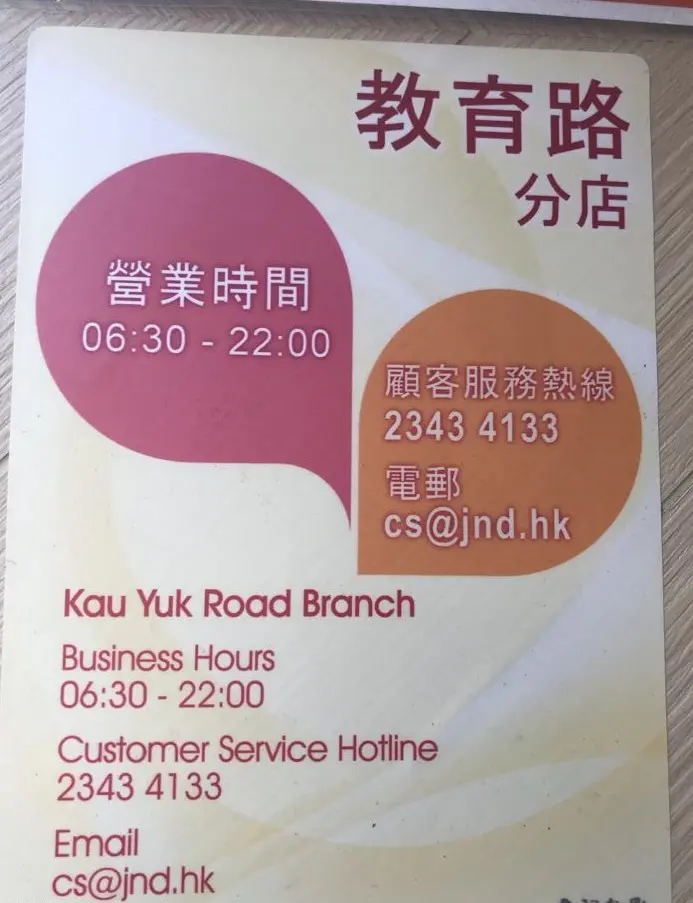 教育路
分店
營業時間
06:30 - 22:00
顧客服務熱線
2343 4133
電郵
cs@jnd.hk
Kau Yuk Road Branch
Business Hours
06:30 - 22:00
Customer Service Hotline
2343 4133
Email
cs@jnd.hk